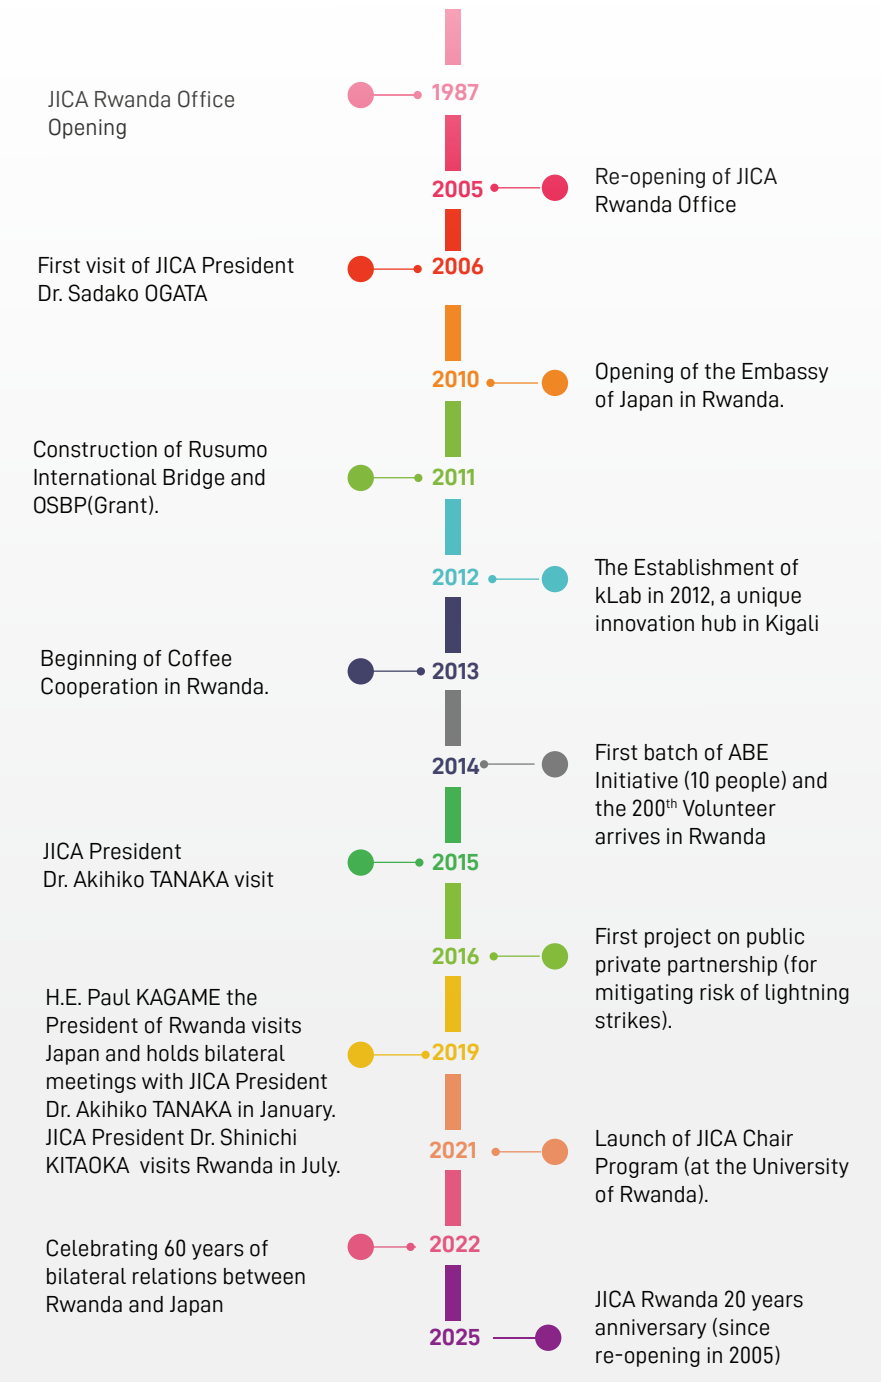 1987
JICA Rwanda Office
Opening
2005
Re-opening of JICA
Rwanda Office
2006
First visit of JICA President
Dr. Sadako OGATA
2010
Opening of the Embassy
of Japan in Rwanda.
2011
Construction of Rusumo
International Bridge and
OSBP(Grant).
2012
The Establishment of
kLab in 2012, a unique
innovation hub in Kigali
2013
Beginning of Coffee
Cooperation in Rwanda.
2014
First batch of ABE
Initiative (10 people) and
the 200th Volunteer
arrives in Rwanda
2015
JICA President
Dr. Akihiko TANAKA visit
2016
First project on public
private partnership (for
mitigating risk of lightning
strikes).
2019
H.E. Paul KAGAME the
President of Rwanda visits
Japan and holds bilateral
meetings with JICA President
Dr. Akihiko TANAKA in January.
JICA President Dr. Shinichi
KITAOKA visits Rwanda in July.
2021
Launch of JICA Chair
Program (at the University
of Rwanda).
2022
Celebrating 60 years of
bilateral relations between
Rwanda and Japan
2025
JICA Rwanda 20 years
anniversary (since
re-opening in 2005)